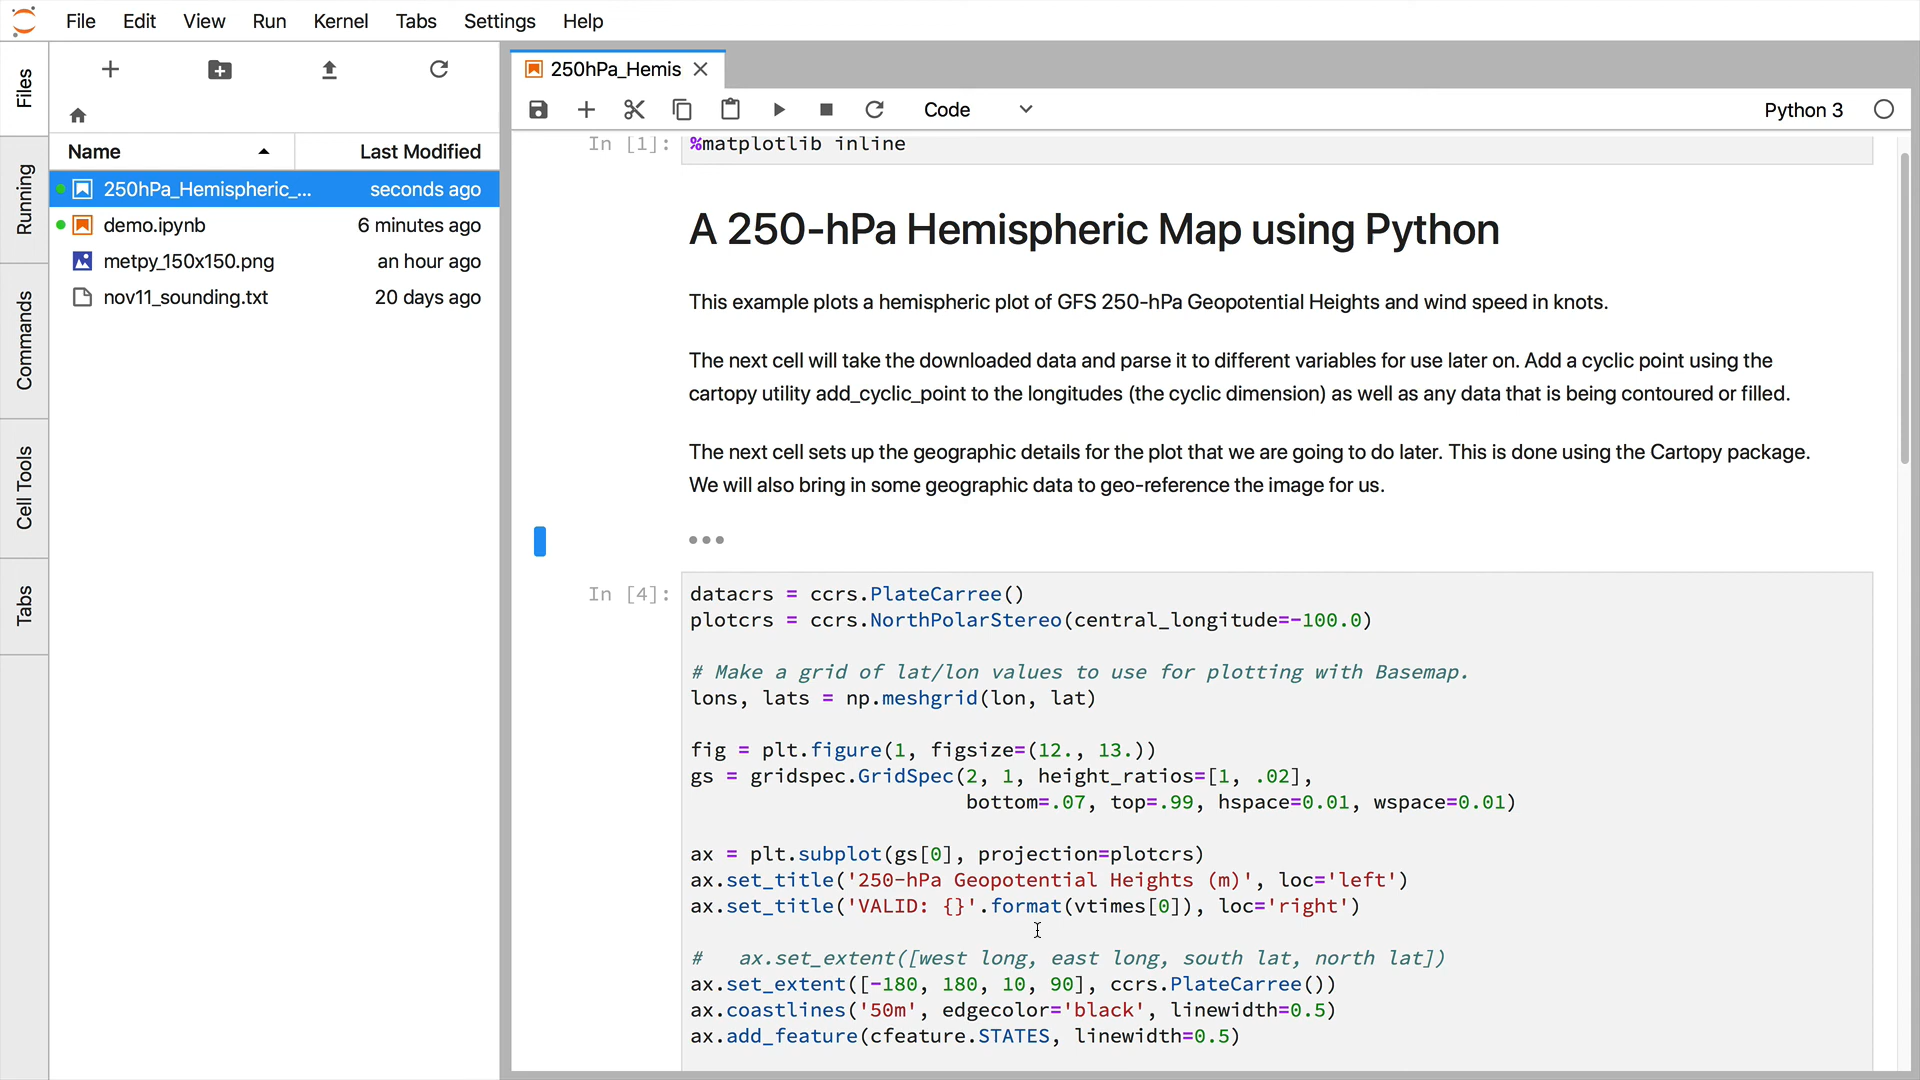 File Edit View Run Kernel Tabs Settings Help
Files
Running
Commands
Cell Tools
Tabs
Name Last Modified
250hPa_Hemispheric_... seconds ago
demo.ipynb 6 minutes ago
metpy_150x150.png an hour ago
nov11_sounding.txt 20 days ago
250hPa_Hemis
Code Python 3
In [1]: %matplotlib inline
A 250-hPa Hemispheric Map using Python
This example plots a hemispheric plot of GFS 250-hPa Geopotential Heights and wind speed in knots.
The next cell will take the downloaded data and parse it to different variables for use later on. Add a cyclic point using the
cartopy utility add_cyclic_point to the longitudes (the cyclic dimension) as well as any data that is being contoured or filled.
The next cell sets up the geographic details for the plot that we are going to do later. This is done using the Cartopy package.
We will also bring in some geographic data to geo-reference the image for us.
In [4]: datacrs = ccrs.PlateCarree()
plotcrs = ccrs.NorthPolarStereo(central_longitude=-100.0)
# Make a grid of lat/lon values to use for plotting with Basemap.
lons, lats = np.meshgrid(lon, lat)
fig = plt.figure(1, figsize=(12., 13.))
gs = gridspec.GridSpec(2, 1, height_ratios=[1, .02],
bottom=.07, top=.99, hspace=0.01, wspace=0.01)
ax = plt.subplot(gs[0], projection=plotcrs)
ax.set_title('250-hPa Geopotential Heights (m)', loc='left')
ax.set_title('VALID: {}'.format(vtimes[0]), loc='right')
#   ax.set_extent([west long, east long, south lat, north lat])
ax.set_extent([-180, 180, 10, 90], ccrs.PlateCarree())
ax.coastlines('50m', edgecolor='black', linewidth=0.5)
ax.add_feature(cfeature.STATES, linewidth=0.5)